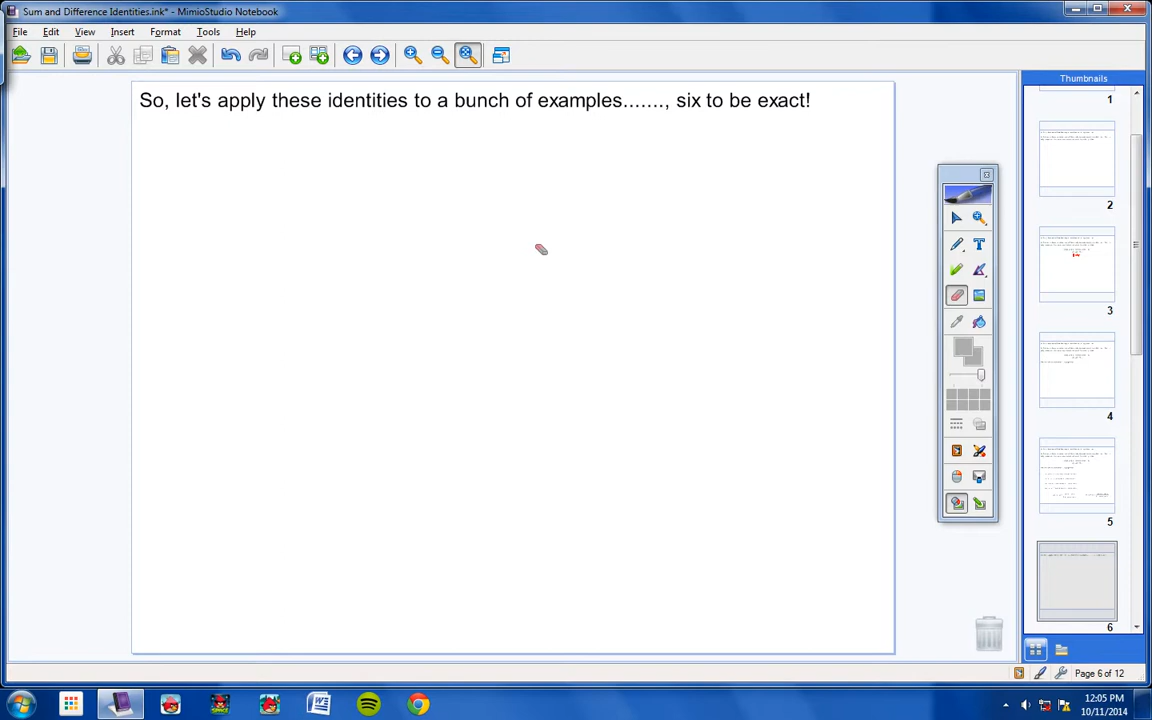 Sum and Difference Identities.ink* - MimioStudio Notebook
File Edit View Insert Format Tools Help
So, let's apply these identities to a bunch of examples......., six to be exact!
Thumbnails
1
2
3
4
5
6
Page 6 of 12
12:05 PM
10/11/2014